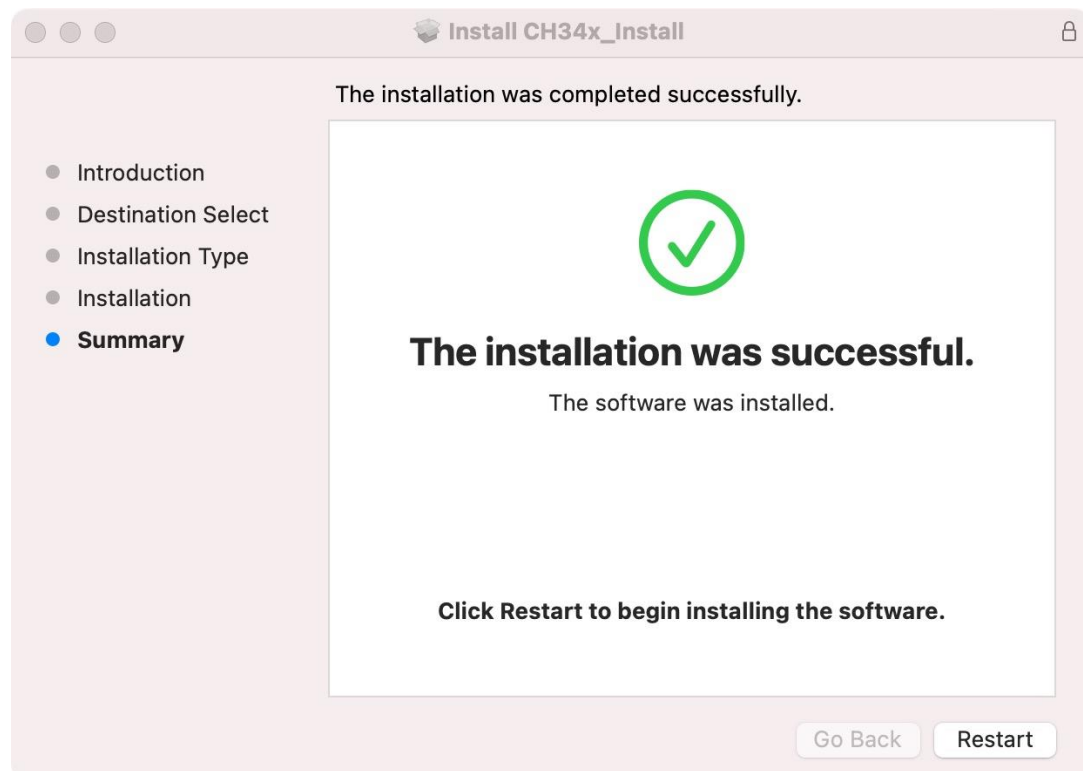 Install CH34x_Install
The installation was completed successfully.
Introduction
Destination Select
Installation Type
Installation
Summary
The installation was successful.
The software was installed.
Click Restart to begin installing the software.
Go Back
Restart